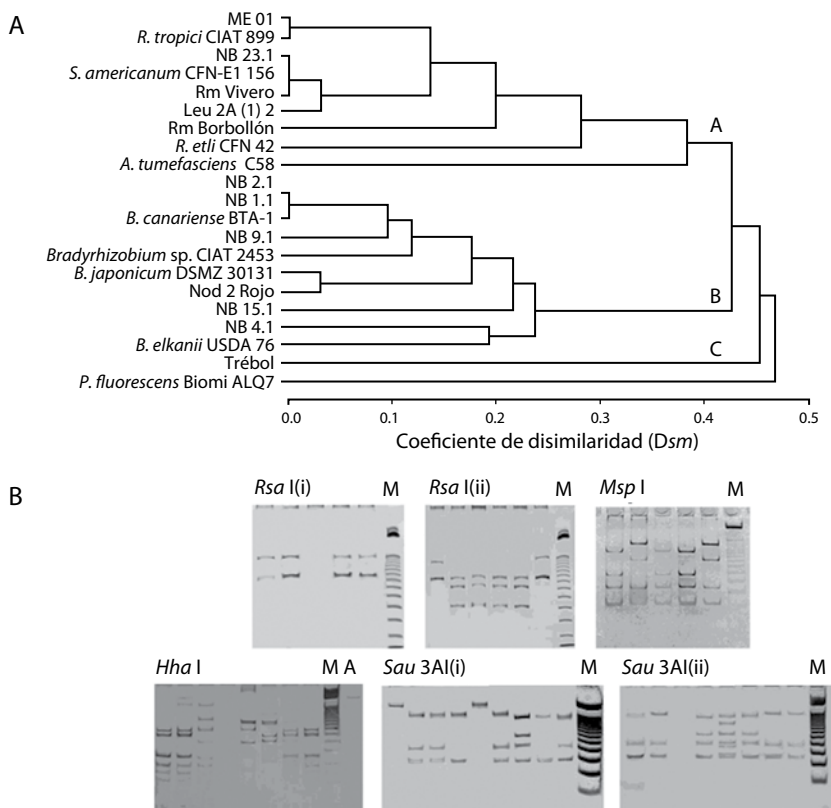 A
ME 01
R. tropici CIAT 899
NB 23.1
S. americanum CFN-E1 156
Rm Vivero
Leu 2A (1) 2
Rm Borbollón
A
R. etli CFN 42
A. tumefasciens C58
NB 2.1
NB 1.1
B. canariense BTA-1
NB 9.1
Bradyrhizobium sp. CIAT 2453
B. japonicum DSMZ 30131
Nod 2 Rojo
B
NB 15.1
NB 4.1
B. elkanii USDA 76
C
Trébol
P. fluorescens Biomi ALQ7
0.0 0.1 0.2 0.3 0.4 0.5
Coeficiente de disimilaridad (Dsm)
B
Rsa I(i) M Rsa I(ii) M Msp I M
Hha I M A Sau 3AI(i) M Sau 3AI(ii) M